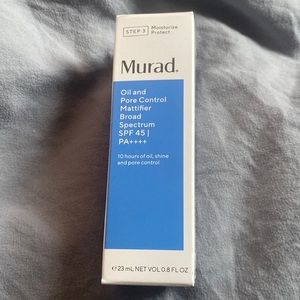 STEP 3 Moisturize
Protect
Murad.
Oil and
Pore Control
Mattifier
Broad
Spectrum
SPF 45 |
PA++++
10 hours of oil, shine
and pore control
℮ 23 mL NET VOL 0.8 FL OZ